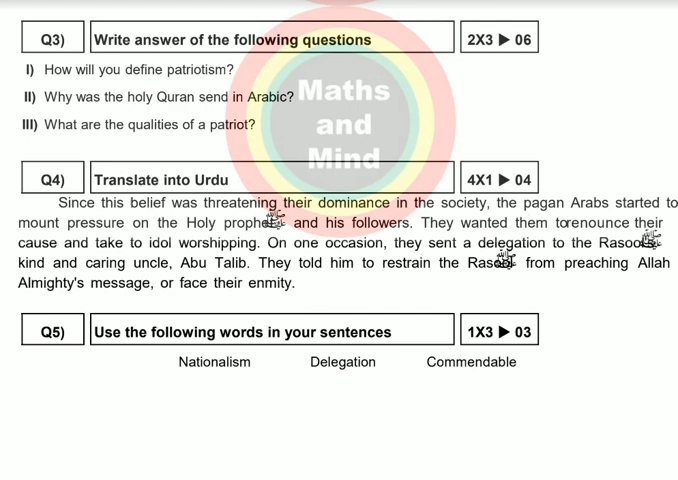 Q3) Write answer of the following questions 2X3 ▶ 06
I) How will you define patriotism?
II) Why was the holy Quran send in Arabic?
III) What are the qualities of a patriot?
Maths
and
Mind
Q4) Translate into Urdu 4X1 ▶ 04
Since this belief was threatening their dominance in the society, the pagan Arabs started to
mount pressure on the Holy prophet ﷺ and his followers. They wanted them to renounce their
cause and take to idol worshipping. On one occasion, they sent a delegation to the Rasool ﷺ
kind and caring uncle, Abu Talib. They told him to restrain the Rasool ﷺ from preaching Allah
Almighty's message, or face their enmity.
Q5) Use the following words in your sentences 1X3 ▶ 03
Nationalism Delegation Commendable